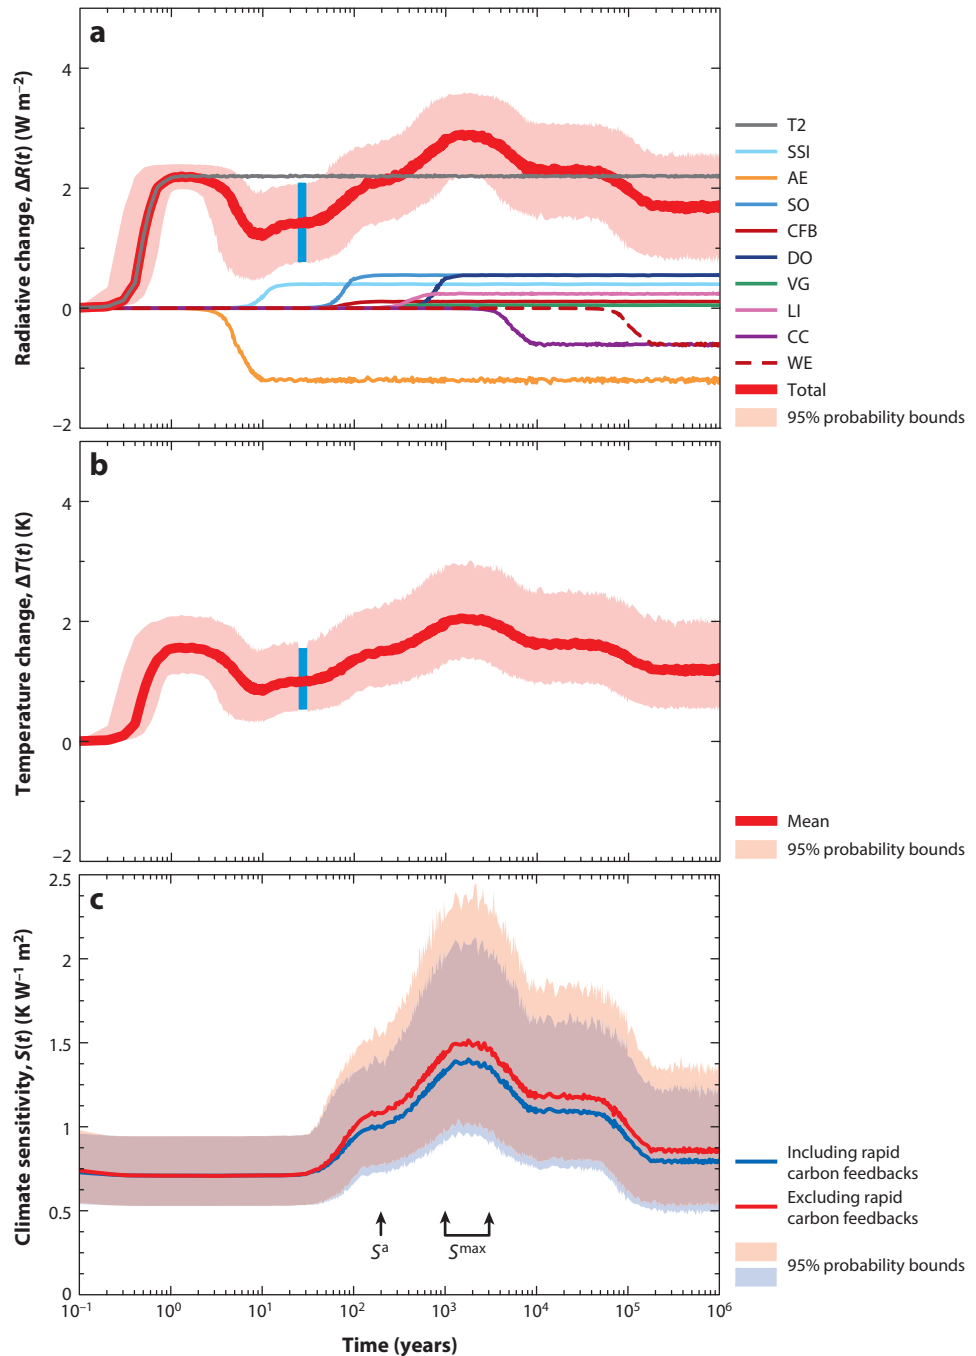 a
Radiative change, ΔR(t) (W m⁻²)
4
2
0
−2
T2
SSI
AE
SO
CFB
DO
VG
LI
CC
WE
Total
95% probability bounds
b
Temperature change, ΔT(t) (K)
4
2
0
−2
Mean
95% probability bounds
c
Climate sensitivity, S(t) (K W⁻¹ m²)
2.5
2
1.5
1
0.5
0
Sᵃ
Sᵐᵃˣ
Including rapid
carbon feedbacks
Excluding rapid
carbon feedbacks
95% probability bounds
10⁻¹ 10⁰ 10¹ 10² 10³ 10⁴ 10⁵ 10⁶
Time (years)